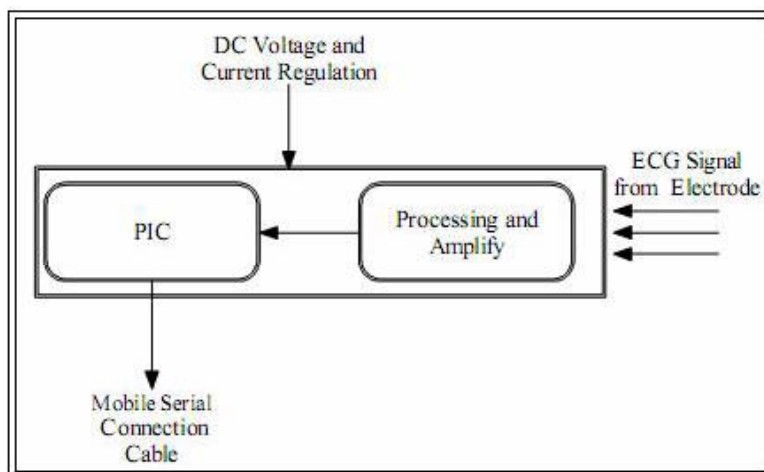 DC Voltage and
Current Regulation
ECG Signal
from Electrode
PIC
Processing and
Amplify
Mobile Serial
Connection
Cable